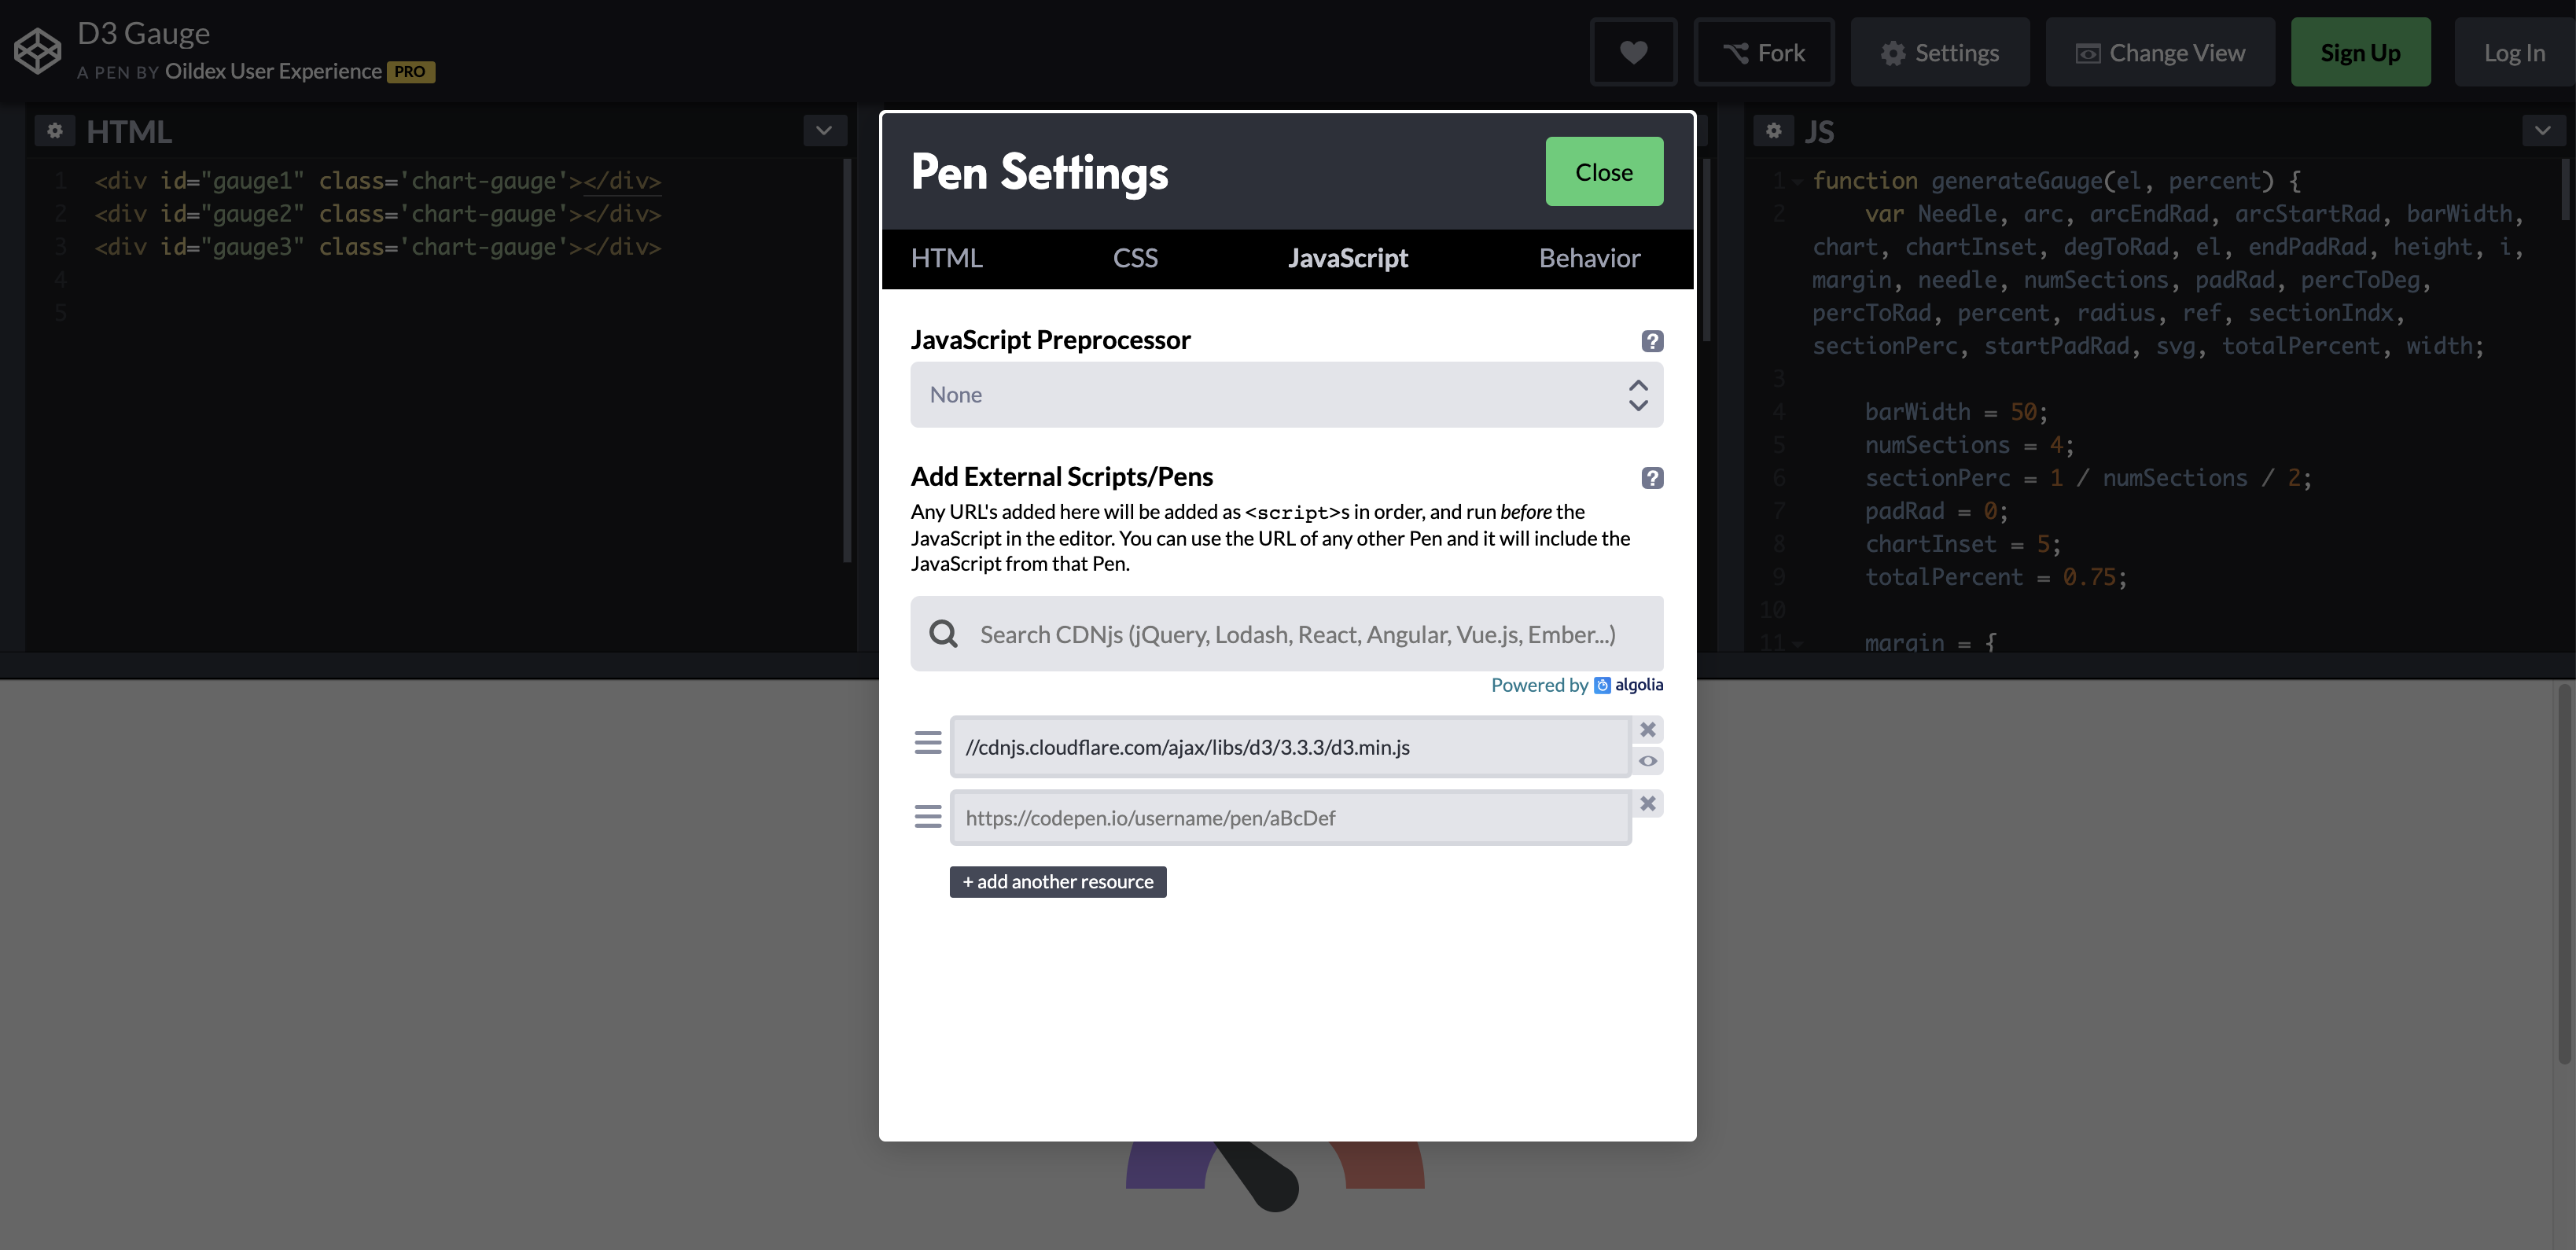 D3 Gauge
A PEN BY Oildex User Experience PRO
Fork
Settings
Change View
Sign Up
Log In
HTML
1 <div id="gauge1" class='chart-gauge'></div>
2 <div id="gauge2" class='chart-gauge'></div>
3 <div id="gauge3" class='chart-gauge'></div>
4
5
Pen Settings
Close
HTML CSS JavaScript Behavior
JavaScript Preprocessor ?
None
Add External Scripts/Pens ?
Any URL's added here will be added as <script>s in order, and run before the
JavaScript in the editor. You can use the URL of any other Pen and it will include the
JavaScript from that Pen.
Search CDNjs (jQuery, Lodash, React, Angular, Vue.js, Ember...)
Powered by algolia
//cdnjs.cloudflare.com/ajax/libs/d3/3.3.3/d3.min.js
https://codepen.io/username/pen/aBcDef
+ add another resource
JS
1 function generateGauge(el, percent) {
2 var Needle, arc, arcEndRad, arcStartRad, barWidth,
chart, chartInset, degToRad, el, endPadRad, height, i,
margin, needle, numSections, padRad, percToDeg,
percToRad, percent, radius, ref, sectionIndx,
sectionPerc, startPadRad, svg, totalPercent, width;
3
4 barWidth = 50;
5 numSections = 4;
6 sectionPerc = 1 / numSections / 2;
7 padRad = 0;
8 chartInset = 5;
9 totalPercent = 0.75;
10
11 margin = {